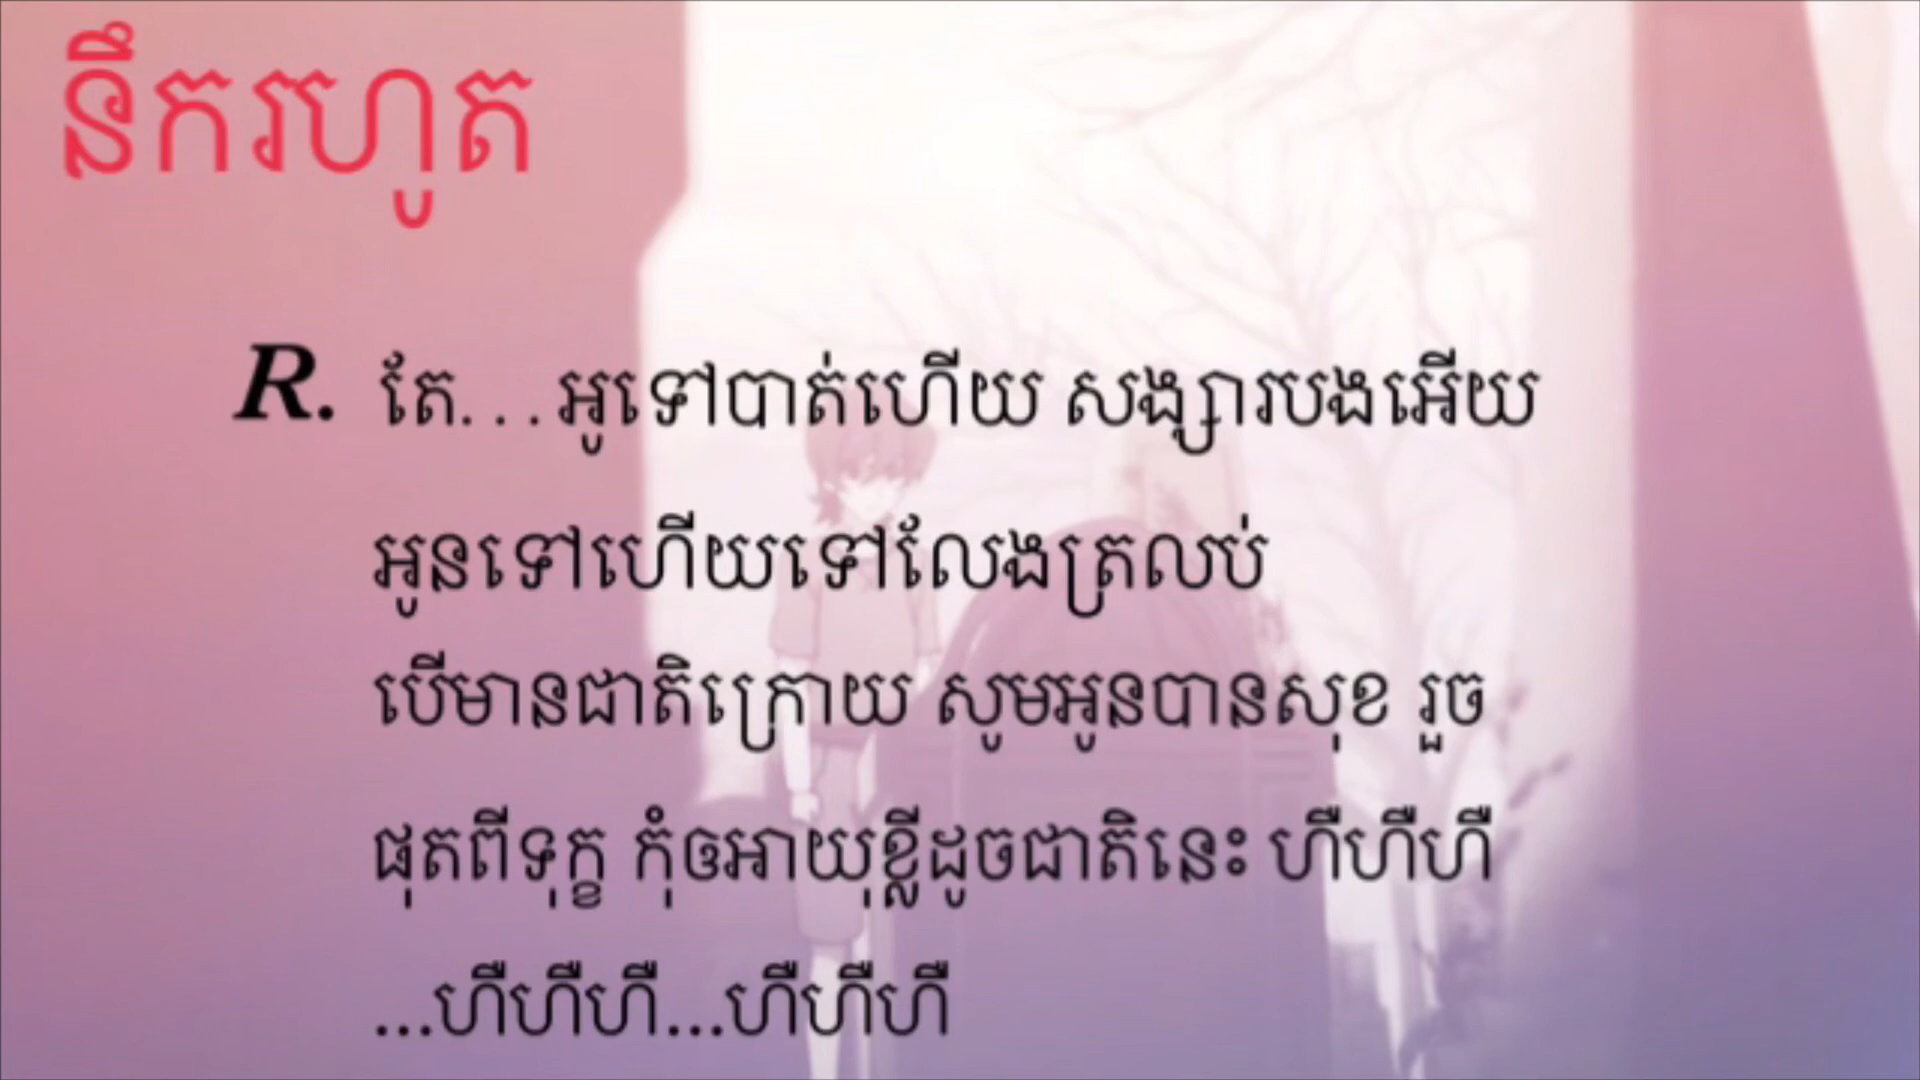 នឹករហូត
R. តែ...អូទៅបាត់ហើយ សង្សារបងអើយ
អូនទៅហើយទៅលែងត្រលប់
បើមានជាតិក្រោយ សូមអូនបានសុខ រួច
ផុតពីទុក្ខ កុំឲអាយុខ្លីដូចជាតិនេះ ហឺហឺហឺ
...ហឺហឺហឺ...ហឺហឺហឺ